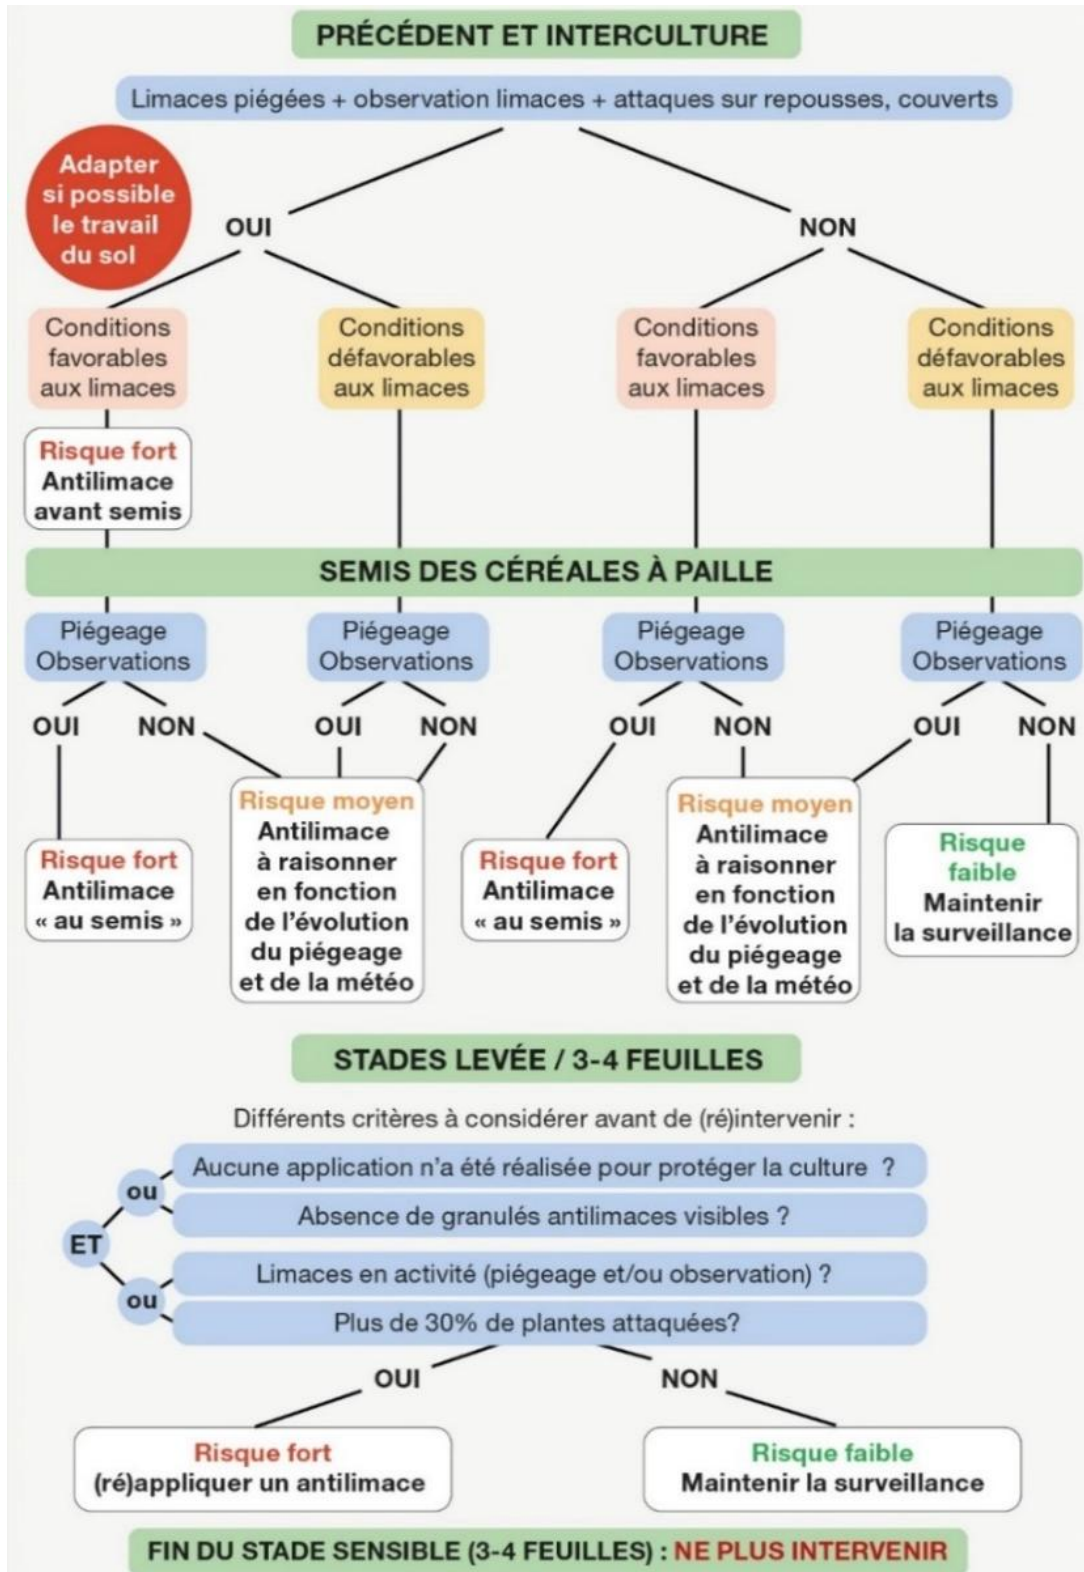 PRÉCÉDENT ET INTERCULTURE
Limaces piégées + observation limaces + attaques sur repousses, couverts
Adapter
si possible
le travail
du sol
OUI
NON
Conditions
favorables
aux limaces
Conditions
défavorables
aux limaces
Conditions
favorables
aux limaces
Conditions
défavorables
aux limaces
Risque fort
Antilimace
avant semis
SEMIS DES CÉRÉALES À PAILLE
Piégeage
Observations
Piégeage
Observations
Piégeage
Observations
Piégeage
Observations
OUI
NON
OUI
NON
OUI
NON
OUI
NON
Risque fort
Antilimace
« au semis »
Risque moyen
Antilimace
à raisonner
en fonction
de l'évolution
du piégeage
et de la météo
Risque fort
Antilimace
« au semis »
Risque moyen
Antilimace
à raisonner
en fonction
de l'évolution
du piégeage
et de la météo
Risque
faible
Maintenir
la surveillance
STADES LEVÉE / 3-4 FEUILLES
Différents critères à considérer avant de (ré)intervenir :
Aucune application n'a été réalisée pour protéger la culture ?
ou
Absence de granulés antilimaces visibles ?
ET
Limaces en activité (piégeage et/ou observation) ?
ou
Plus de 30% de plantes attaquées?
OUI
NON
Risque fort
(ré)appliquer un antilimace
Risque faible
Maintenir la surveillance
FIN DU STADE SENSIBLE (3-4 FEUILLES) : NE PLUS INTERVENIR